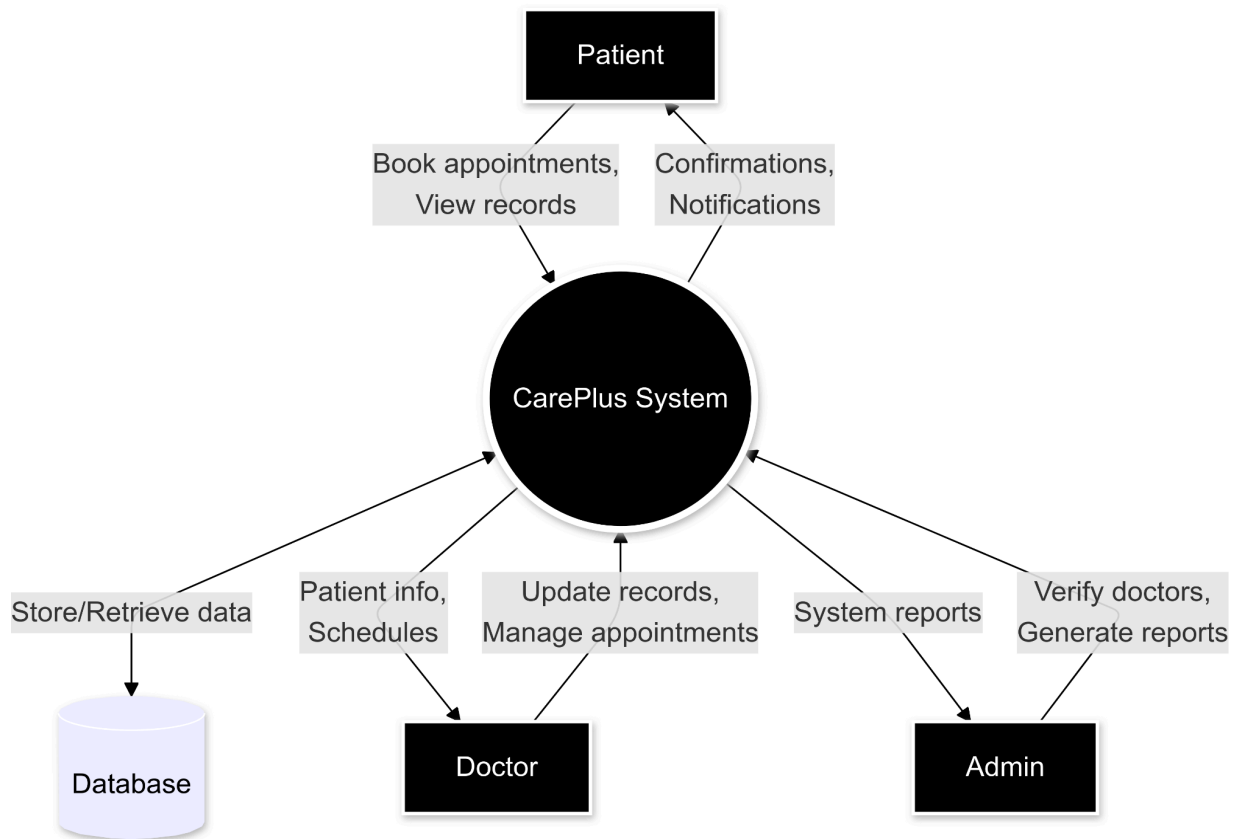 Patient
Book appointments,
View records
Confirmations,
Notifications
CarePlus System
Store/Retrieve data
Patient info,
Schedules
Update records,
Manage appointments
System reports
Verify doctors,
Generate reports
Database
Doctor
Admin